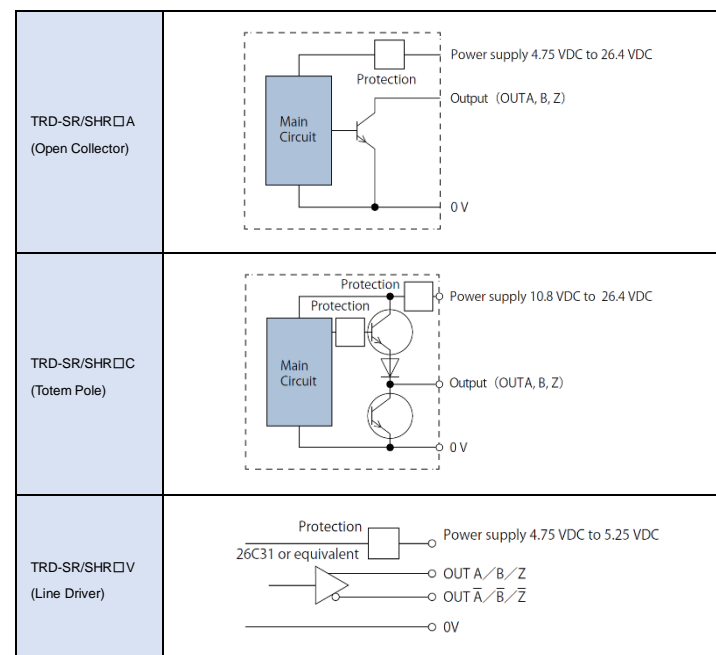 TRD-SR/SHR□A
(Open Collector)
Power supply 4.75 VDC to 26.4 VDC
Protection
Output (OUTA, B, Z)
Main
Circuit
0 V
TRD-SR/SHR□C
(Totem Pole)
Protection
Power supply 10.8 VDC to 26.4 VDC
Protection
Main
Circuit
Output (OUTA, B, Z)
0 V
TRD-SR/SHR□V
(Line Driver)
Protection
Power supply 4.75 VDC to 5.25 VDC
26C31 or equivalent
OUT A/B/Z
OUT A̅/B̅/Z̅
0V